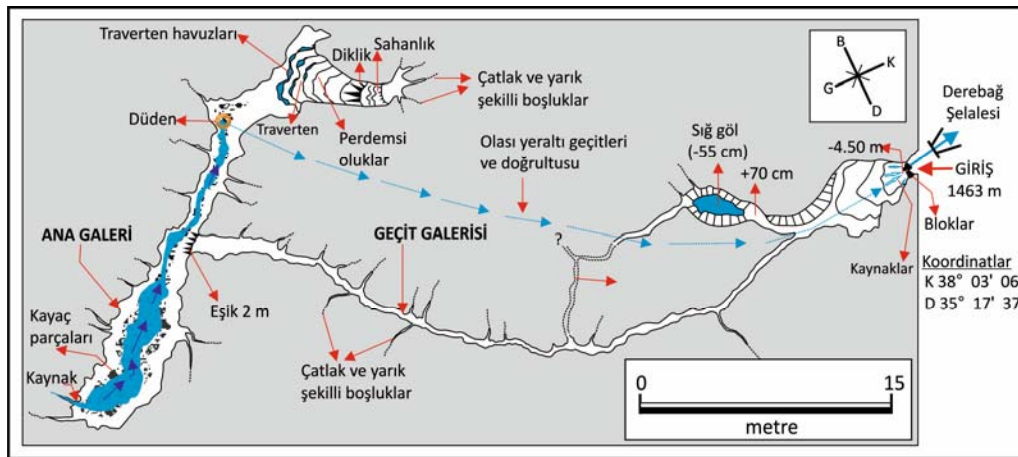 Traverten havuzları
Diklik
Sahanlık
Çatlak ve yarık
şekilli boşluklar
Düden
Traverten
Perdemsi
oluklar
Olası yeraltı geçitleri
ve doğrultusu
Sığ göl
(-55 cm)
+70 cm
-4.50 m
B
K
G
D
Derebağ
Şelalesi
GİRİŞ
1463 m
Bloklar
Kaynaklar
Koordinatlar
K 38° 03' 06
D 35° 17' 37
ANA GALERİ
GEÇİT GALERİSİ
?
Eşik 2 m
Kayaç
parçaları
Kaynak
Çatlak ve yarık
şekilli boşluklar
0
15
metre